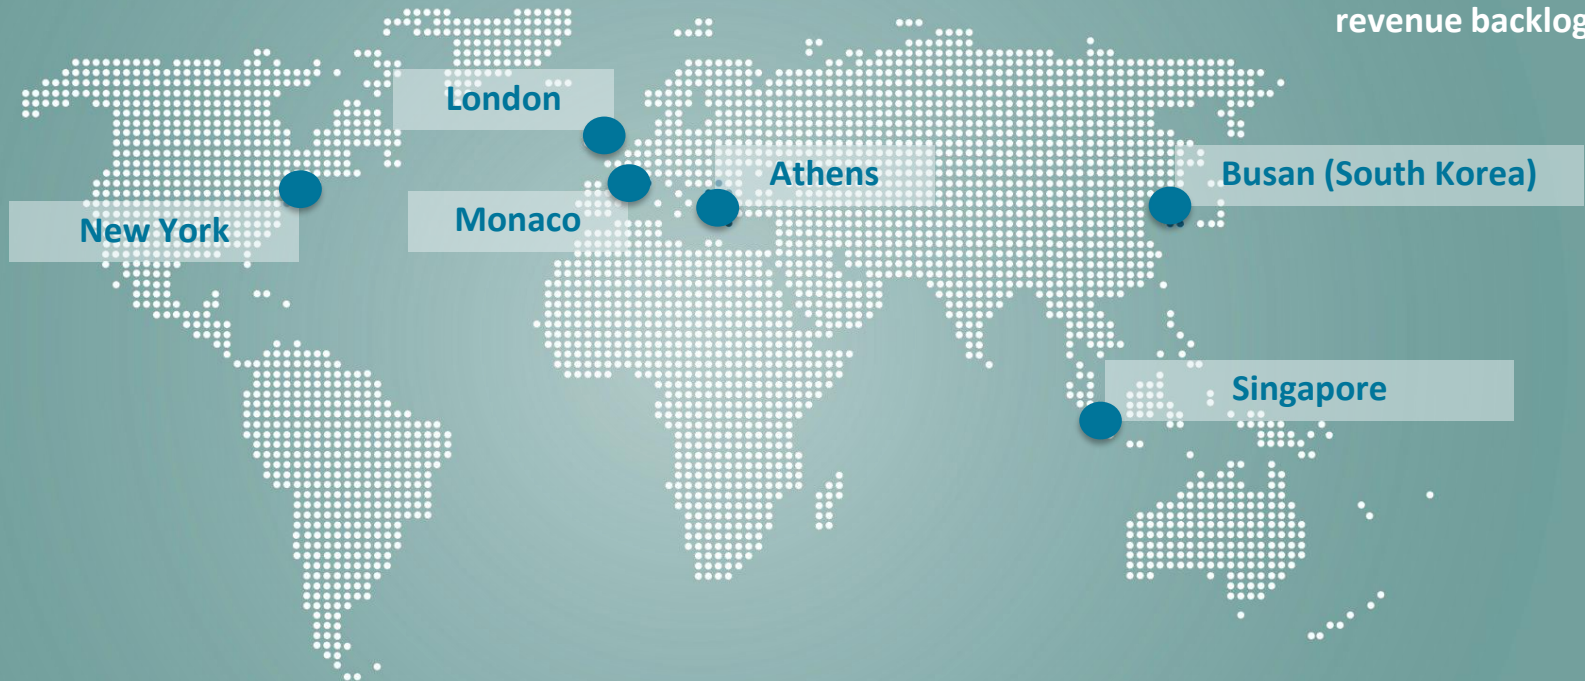 revenue backlog
London
Athens
Busan (South Korea)
Monaco
New York
Singapore